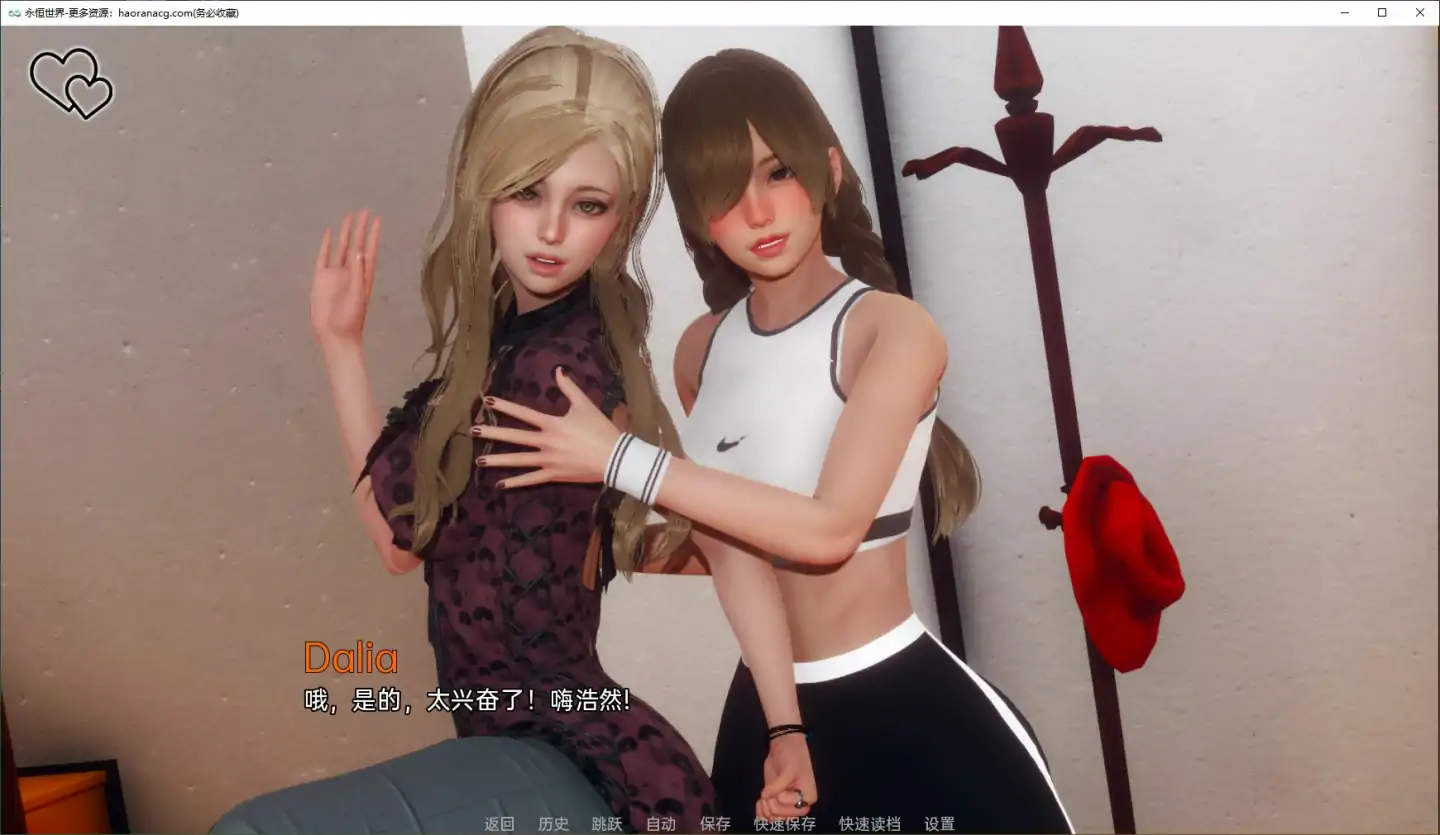 永恒世界-更多资源：haoranacg.com(务必收藏)
Dalia
哦，是的，太兴奋了！嗨浩然!
返回 历史 跳跃 自动 保存 快速保存 快速读档 设置